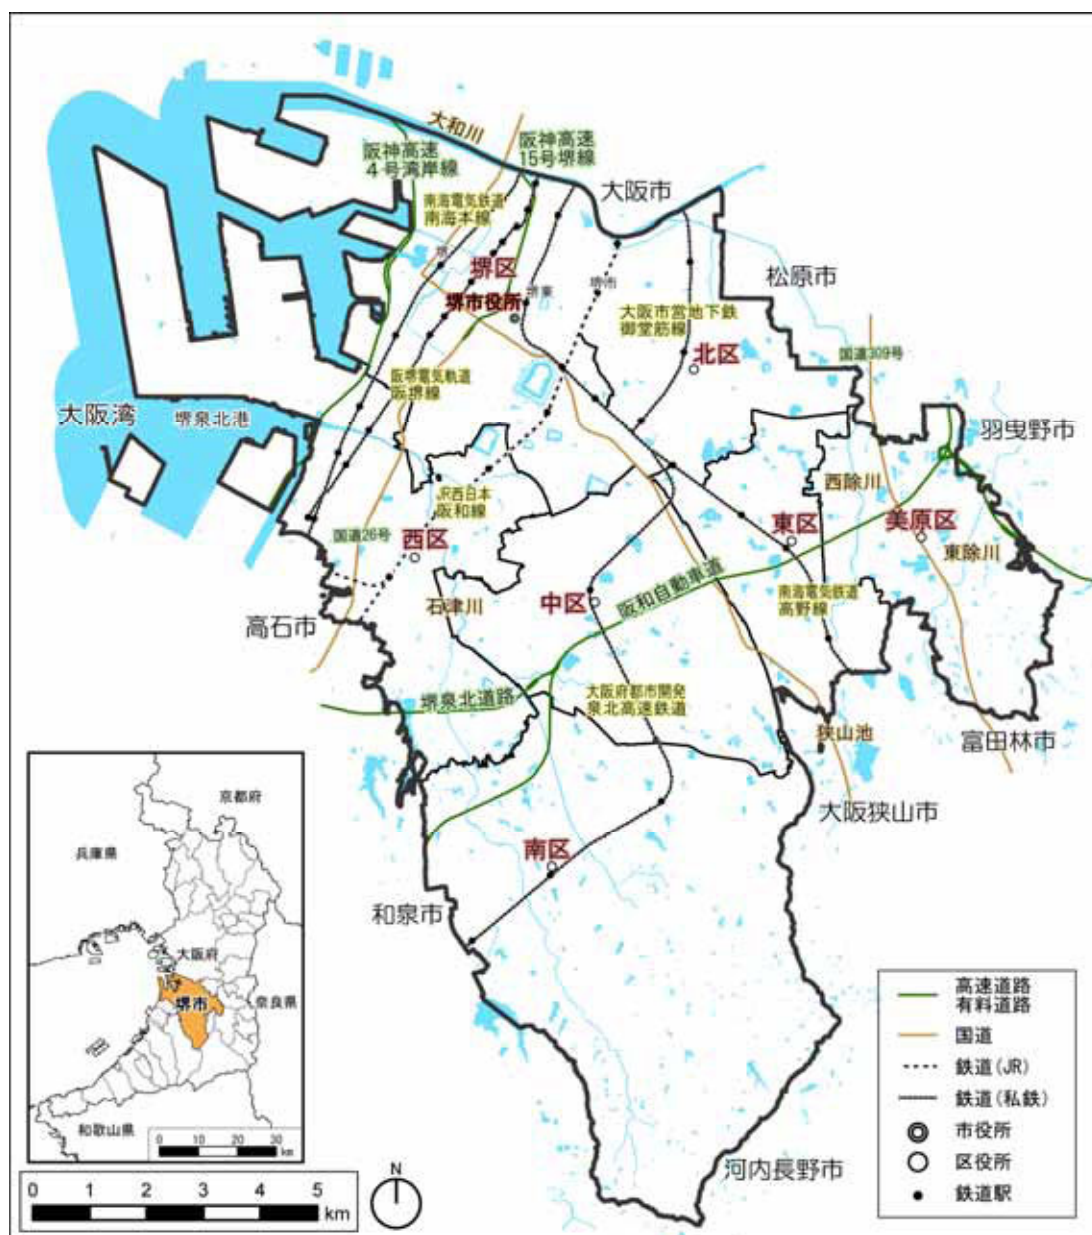 大和川
阪神高速
4号湾岸線
阪神高速
15号堺線
大阪市
南海電気鉄道
南海本線
堺
堺区
堺市役所
堺東
堺市
松原市
大阪市営地下鉄
御堂筋線
北区
国道309号
阪堺電気軌道
阪堺線
大阪湾
堺泉北港
羽曳野市
西除川
JR西日本
阪和線
国道26号
西区
東区
美原区
東除川
石津川
中区
阪和自動車道
南海電気鉄道
高野線
高石市
堺泉北道路
大阪府都市開発
泉北高速鉄道
狭山池
富田林市
大阪狭山市
南区
和泉市
河内長野市
京都府
兵庫県
大阪府
堺市
奈良県
和歌山県
0 10 20 30
km
0 1 2 3 4 5
km
N
高速道路
有料道路
国道
鉄道(JR)
鉄道(私鉄)
市役所
区役所
鉄道駅